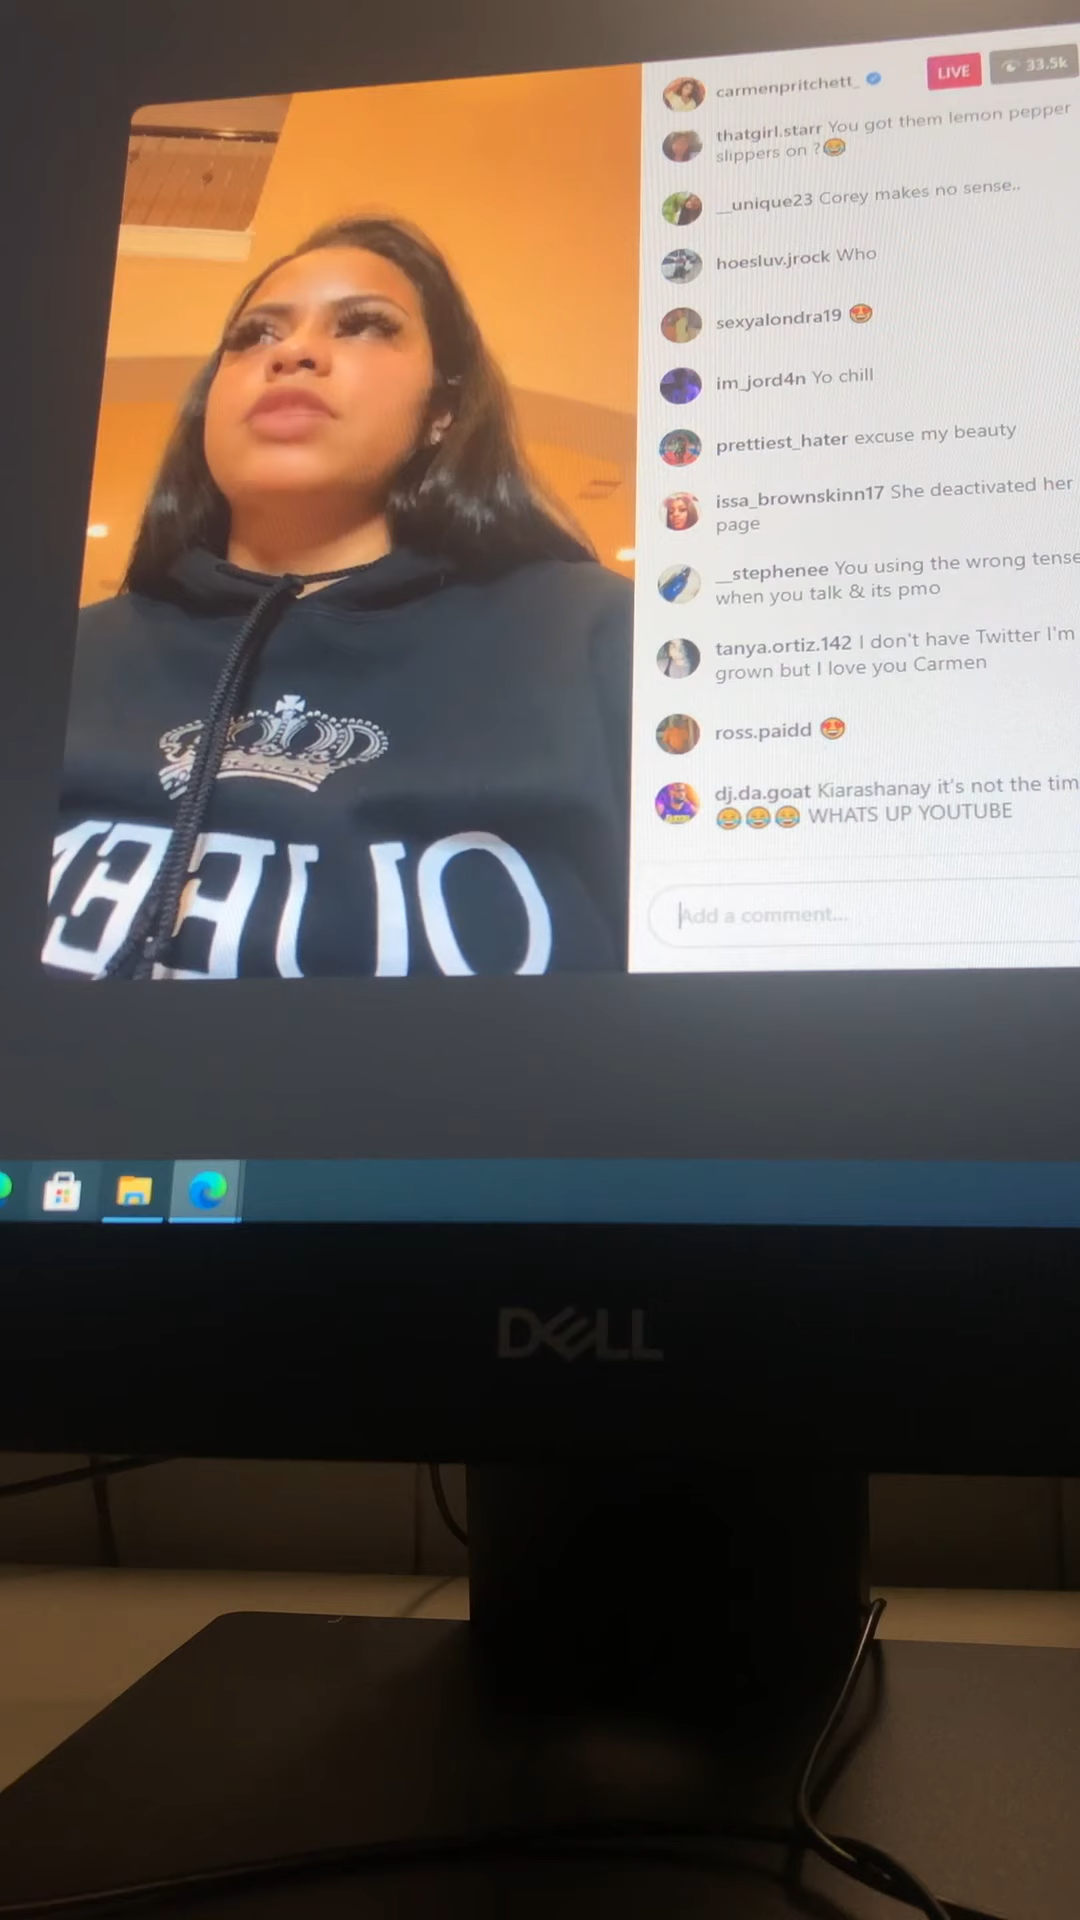 carmenpritchett_
LIVE
33.5k
thatgirl.starr You got them lemon pepper
slippers on ?😂
__unique23 Corey makes no sense..
hoesluv.jrock Who
sexyalondra19 🤩
im_jord4n Yo chill
prettiest_hater excuse my beauty
issa_brownskinn17 She deactivated her
page
__stephenee You using the wrong tense
when you talk & its pmo
tanya.ortiz.142 I don't have Twitter I'm
grown but I love you Carmen
ross.paidd 🤩
dj.da.goat Kiarashanay it's not the tim
😂😂😂 WHATS UP YOUTUBE
Add a comment...
QUEEN
DELL